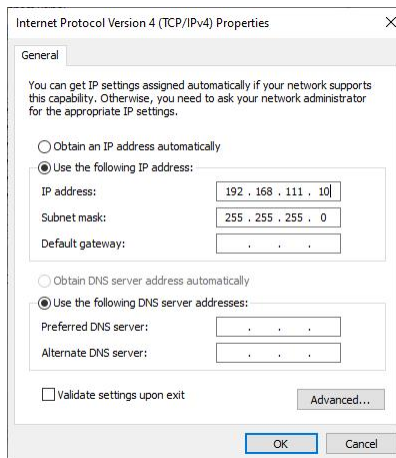 Internet Protocol Version 4 (TCP/IPv4) Properties
General
You can get IP settings assigned automatically if your network supports
this capability. Otherwise, you need to ask your network administrator
for the appropriate IP settings.
Obtain an IP address automatically
Use the following IP address:
IP address: 192 . 168 . 111 . 10
Subnet mask: 255 . 255 . 255 . 0
Default gateway: . . .
Obtain DNS server address automatically
Use the following DNS server addresses:
Preferred DNS server: . . .
Alternate DNS server: . . .
Validate settings upon exit
Advanced...
OK Cancel